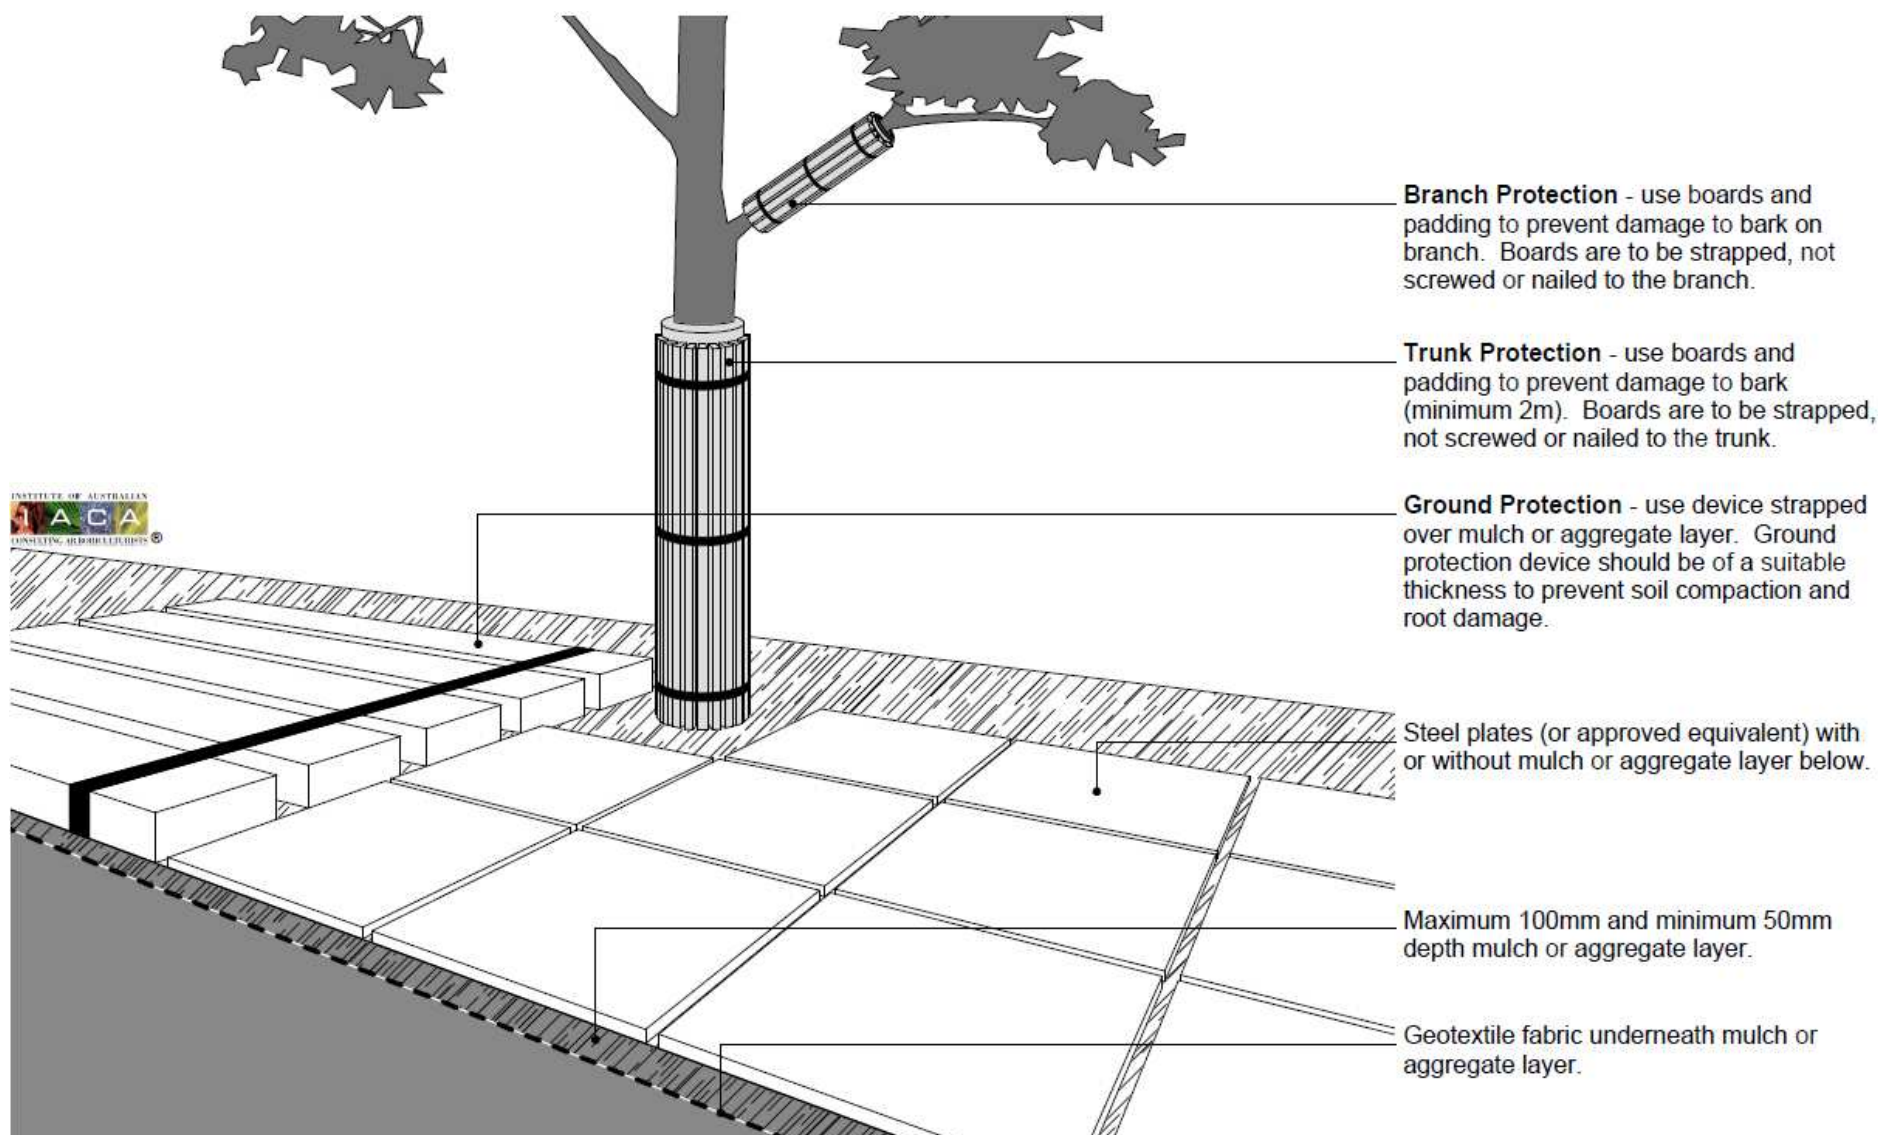 Branch Protection - use boards and
padding to prevent damage to bark on
branch. Boards are to be strapped, not
screwed or nailed to the branch.
Trunk Protection - use boards and
padding to prevent damage to bark
(minimum 2m). Boards are to be strapped,
not screwed or nailed to the trunk.
INSTITUTE OF AUSTRALIAN
IACA
CONSULTING ARBORICULTURISTS ®
Ground Protection - use device strapped
over mulch or aggregate layer. Ground
protection device should be of a suitable
thickness to prevent soil compaction and
root damage.
Steel plates (or approved equivalent) with
or without mulch or aggregate layer below.
Maximum 100mm and minimum 50mm
depth mulch or aggregate layer.
Geotextile fabric underneath mulch or
aggregate layer.